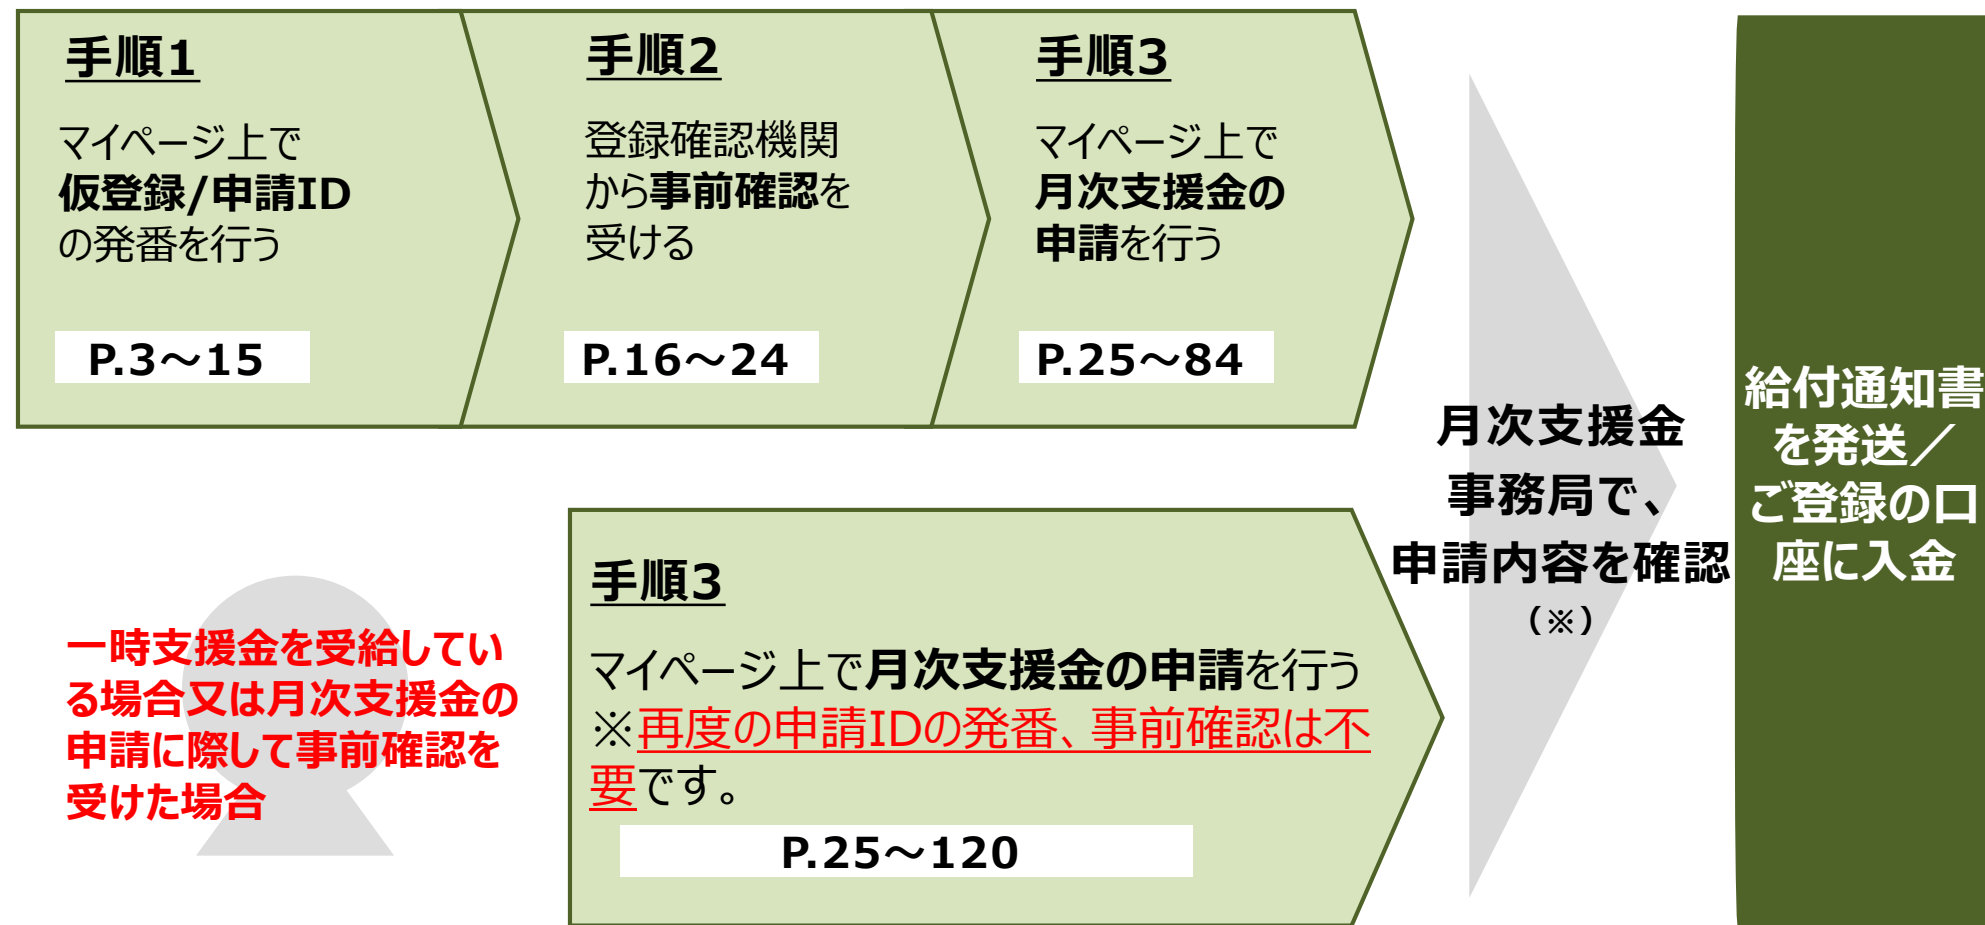 手順1
マイページ上で
仮登録/申請ID
の発番を行う
P.3～15
手順2
登録確認機関
から事前確認を
受ける
P.16～24
手順3
マイページ上で
月次支援金の
申請を行う
P.25～84
一時支援金を受給してい
る場合又は月次支援金の
申請に際して事前確認を
受けた場合
手順3
マイページ上で月次支援金の申請を行う
※再度の申請IDの発番、事前確認は不
要です。
P.25～120
月次支援金
事務局で、
申請内容を確認
（※）
給付通知書
を発送／
ご登録の口
座に入金